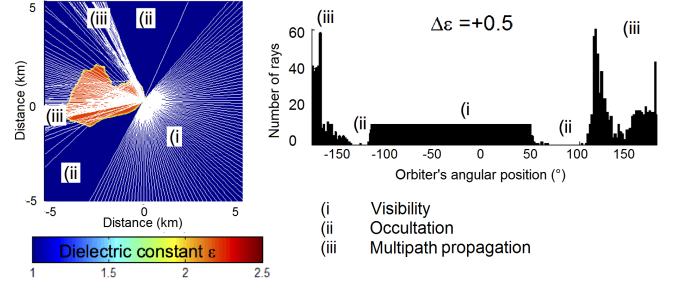 (iii
(ii
5
Distance (km)
0
(iii
(i
(ii
-5
5
0
5
Distance (km)
Dielectric constant ε
1
1.5
2
2.5
(iii
Δε =+0.5
(iii
60
Number of rays
40
20
0
(ii
(i
(ii
-150
-100
-50
0
50
100
150
Orbiter's angular position (°)
(i Visibility
(ii Occultation
(iii Multipath propagation